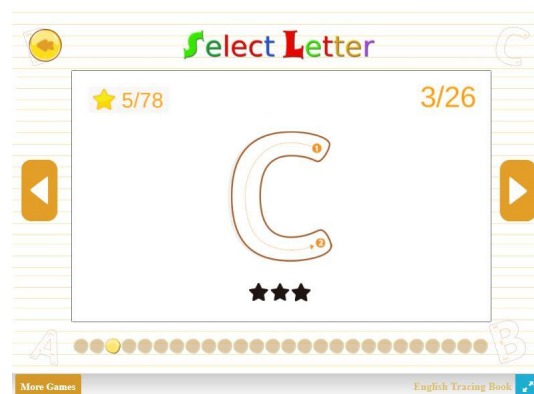 Select Letter
5/78
3/26
C
1
2
C
A
B
More Games
English Tracing Book